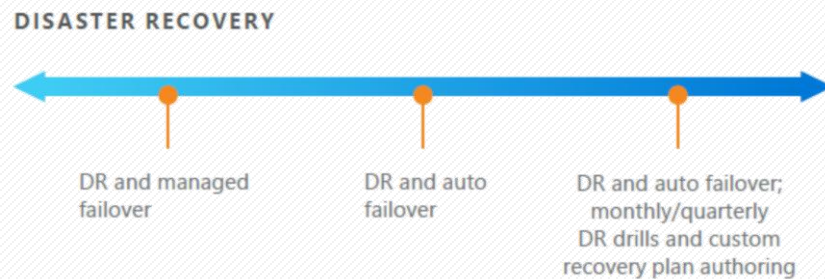 DISASTER RECOVERY
DR and managed
failover
DR and auto
failover
DR and auto failover;
monthly/quarterly
DR drills and custom
recovery plan authoring